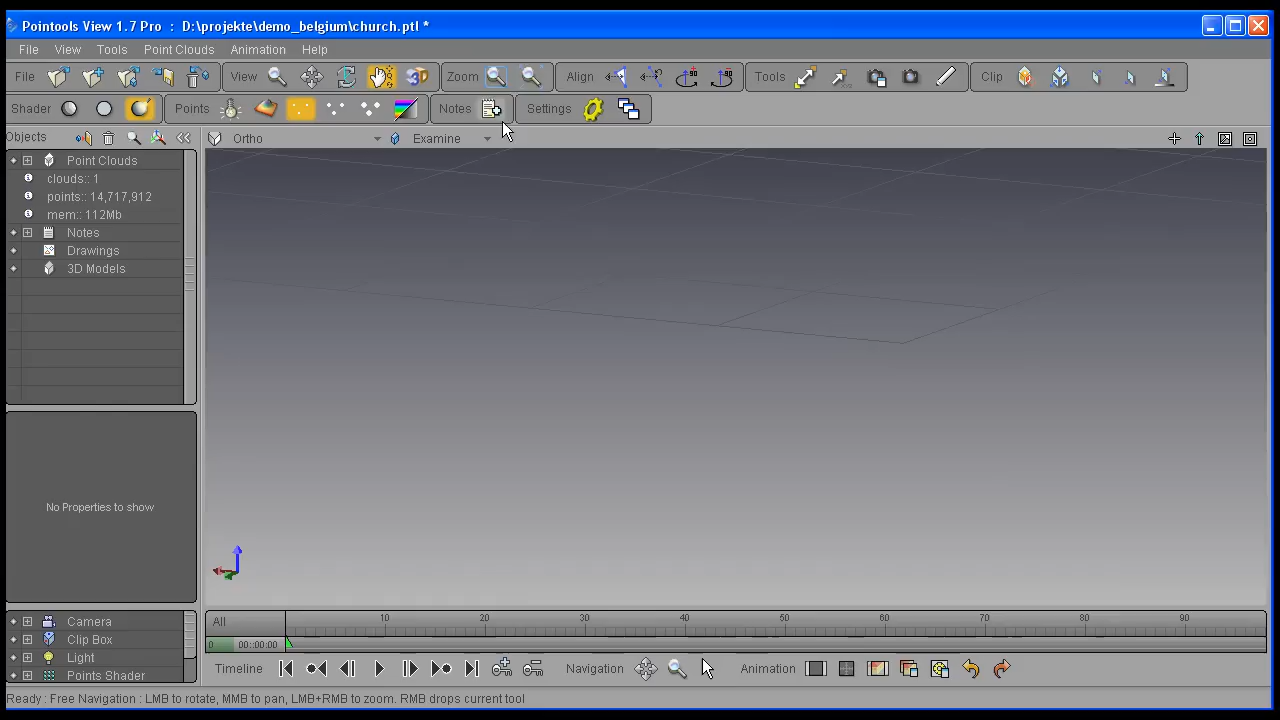 Pointools View 1.7 Pro : D:\projekte\demo_belgium\church.ptl *
File View Tools Point Clouds Animation Help
File View 3D Zoom Align Tools Clip
Shader Points Notes Settings
Objects Ortho Examine
Point Clouds
clouds:: 1
points:: 14,717,912
mem:: 112Mb
Notes
Drawings
3D Models
No Properties to show
Camera
Clip Box
Light
Points Shader
All 10 20 30 40 50 60 70 80 90
0 00:00:00
Timeline Navigation Animation
Ready : Free Navigation : LMB to rotate, MMB to pan, LMB+RMB to zoom. RMB drops current tool